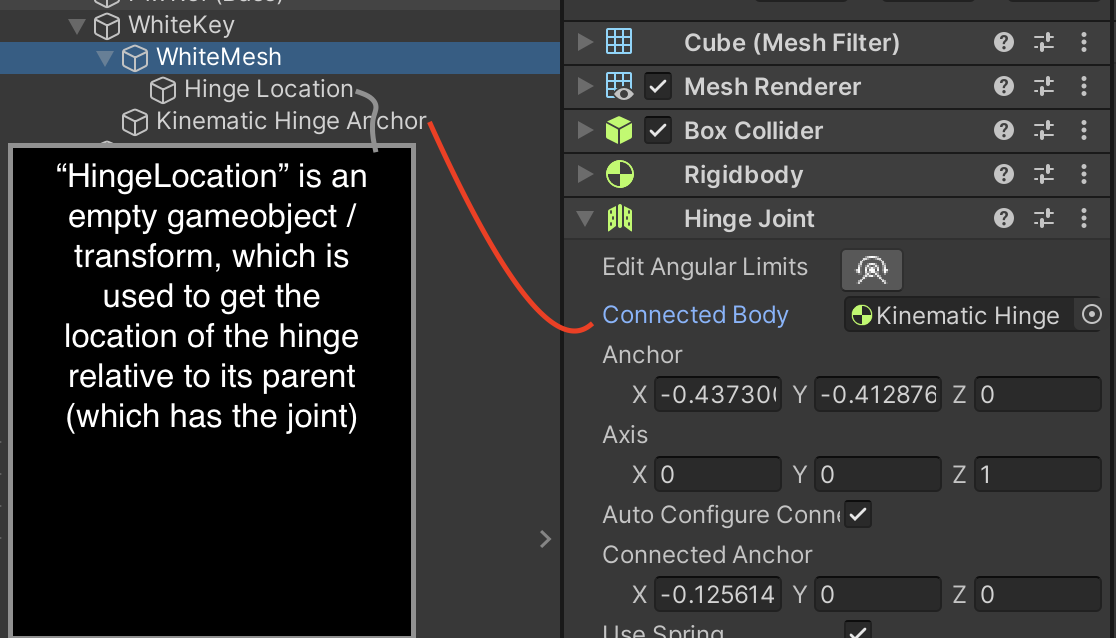 WhiteKey
WhiteMesh
Hinge Location
Kinematic Hinge Anchor
“HingeLocation” is an
empty gameobject /
transform, which is
used to get the
location of the hinge
relative to its parent
(which has the joint)
Cube (Mesh Filter)
Mesh Renderer
Box Collider
Rigidbody
Hinge Joint
Edit Angular Limits
Connected Body Kinematic Hinge
Anchor
X -0.43730 Y -0.412876 Z 0
Axis
X 0 Y 0 Z 1
Auto Configure Conne
Connected Anchor
X -0.125614 Y 0 Z 0
Use Spring